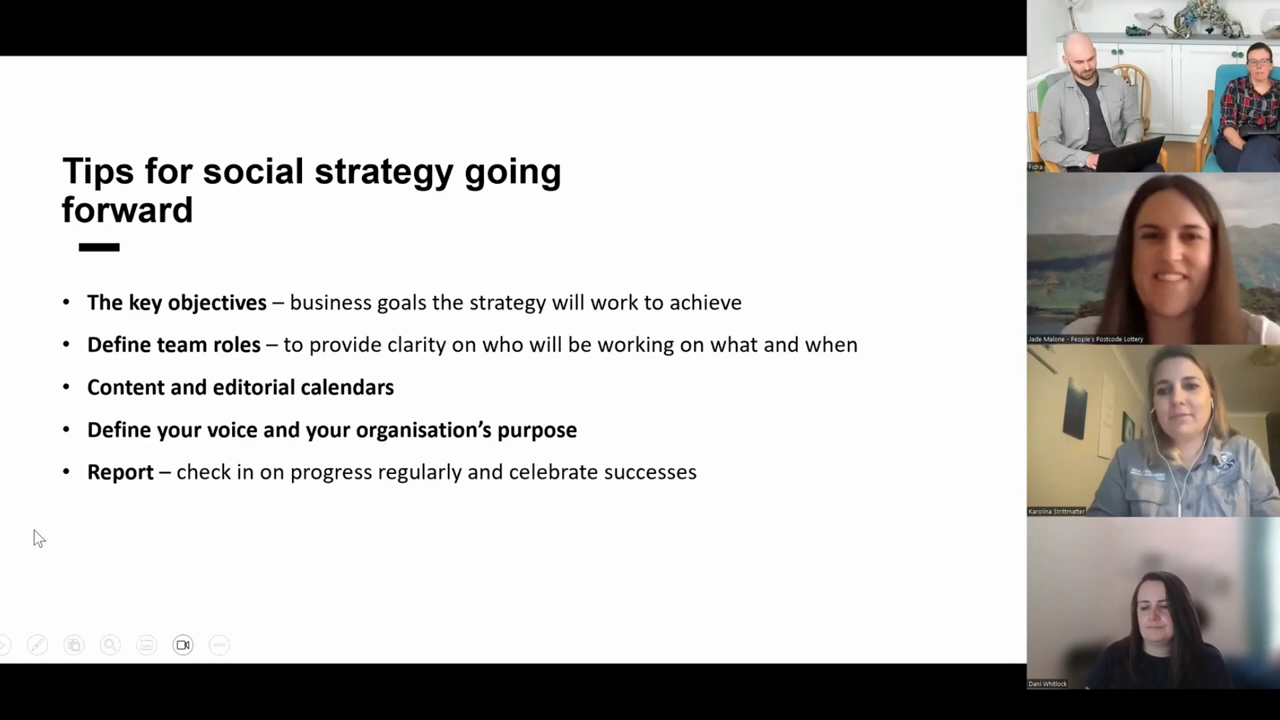 Tips for social strategy going
forward
• The key objectives – business goals the strategy will work to achieve
• Define team roles – to provide clarity on who will be working on what and when
• Content and editorial calendars
• Define your voice and your organisation’s purpose
• Report – check in on progress regularly and celebrate successes
Fidra
Jade Malone - People's Postcode Lottery
Karolina Strittmatter
Dani Whitlock